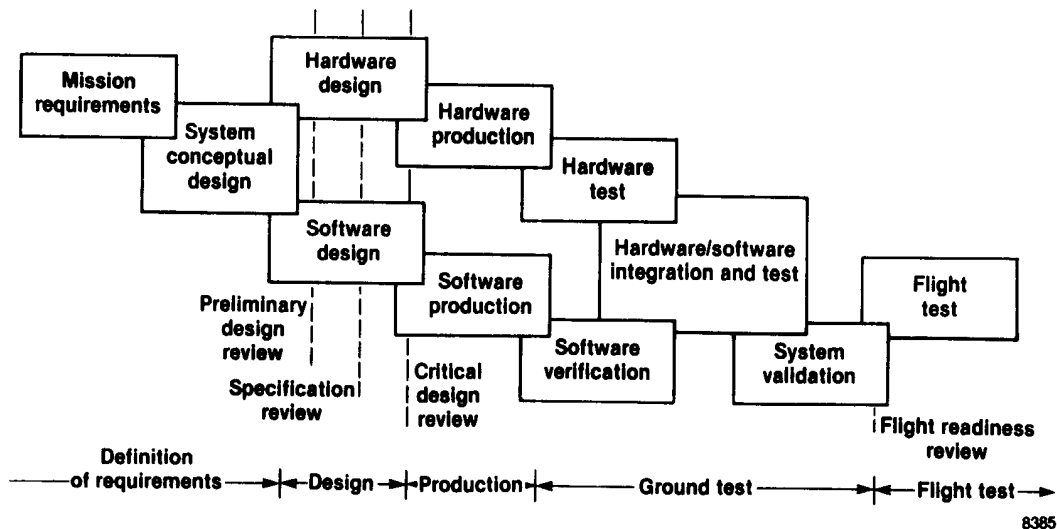 Mission
requirements
System
conceptual
design
Hardware
design
Hardware
production
Hardware
test
Software
design
Software
production
Software
verification
Hardware/software
integration and test
System
validation
Flight
test
Preliminary
design
review
Specification
review
Critical
design
review
Flight readiness
review
Definition
of requirements
Design
Production
Ground test
Flight test
8385